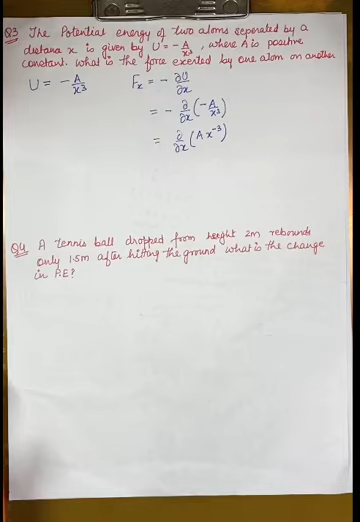 Q3 The Potential energy of two atoms seperated by a
distance x is given by U = -A/x³, where A is positive
constant. What is the force exerted by one atom on another
U = -A/x³ Fx = -∂U/∂x
= -∂/∂x (-A/x³)
= ∂/∂x (Ax⁻³)
Q4 A tennis ball dropped from height 2m rebounds
only 1.5m after hitting the ground what is the change
in P.E?